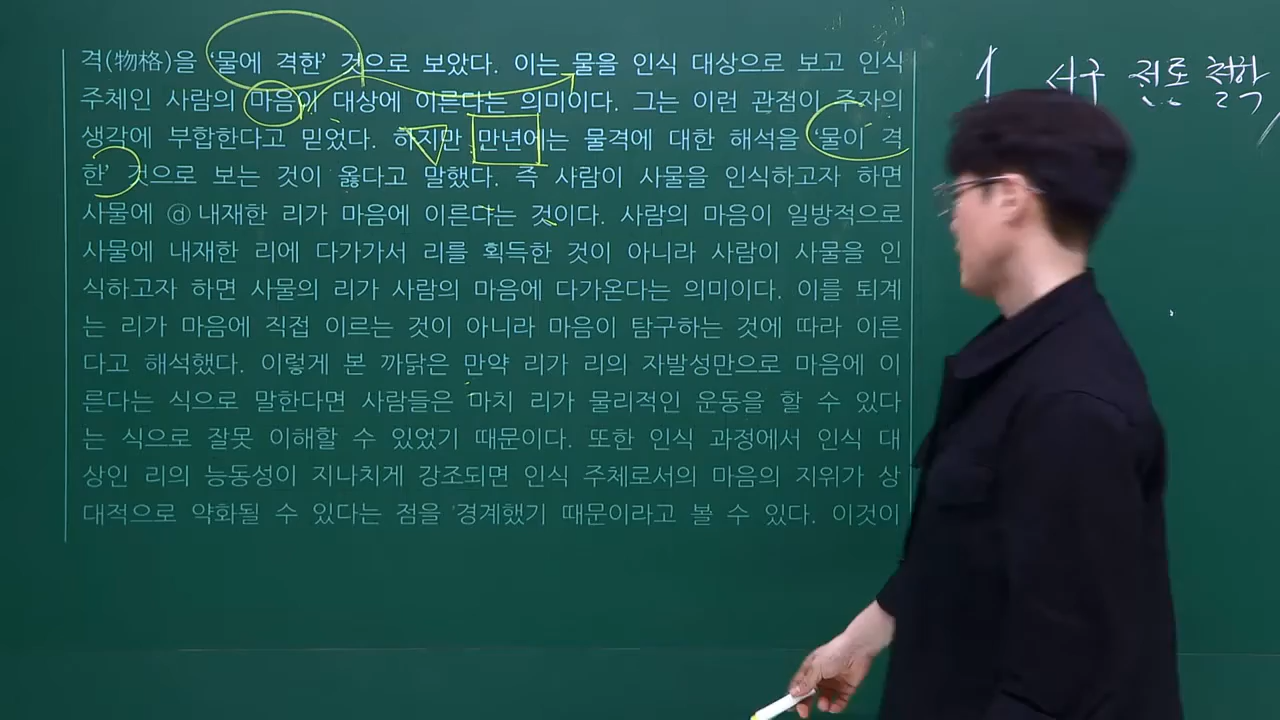 격(物格)을 '물에 격한' 것으로 보았다. 이는 물을 인식 대상으로 보고 인식
주체인 사람의 마음이 대상에 이른다는 의미이다. 그는 이런 관점이 주자의
생각에 부합한다고 믿었다. 하지만 만년에는 물격에 대한 해석을 '물이 격
한' 것으로 보는 것이 옳다고 말했다. 즉 사람이 사물을 인식하고자 하면
사물에 ⓓ내재한 리가 마음에 이른다는 것이다. 사람의 마음이 일방적으로
사물에 내재한 리에 다가가서 리를 획득한 것이 아니라 사람이 사물을 인
식하고자 하면 사물의 리가 사람의 마음에 다가온다는 의미이다. 이를 퇴계
는 리가 마음에 직접 이르는 것이 아니라 마음이 탐구하는 것에 따라 이른
다고 해석했다. 이렇게 본 까닭은 만약 리가 리의 자발성만으로 마음에 이
른다는 식으로 말한다면 사람들은 마치 리가 물리적인 운동을 할 수 있다
는 식으로 잘못 이해할 수 있었기 때문이다. 또한 인식 과정에서 인식 대
상인 리의 능동성이 지나치게 강조되면 인식 주체로서의 마음의 지위가 상
대적으로 약화될 수 있다는 점을 경계했기 때문이라고 볼 수 있다. 이것이
1 서구 전통 철학